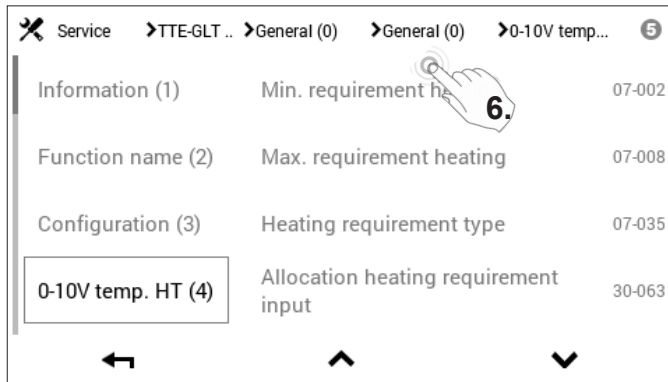 Service >TTE-GLT .. >General (0) >General (0) >0-10V temp... 5
Information (1) Min. requirement 07-002
6.
Function name (2) Max. requirement heating 07-008
Configuration (3) Heating requirement type 07-035
0-10V temp. HT (4) Allocation heating requirement
input 30-063